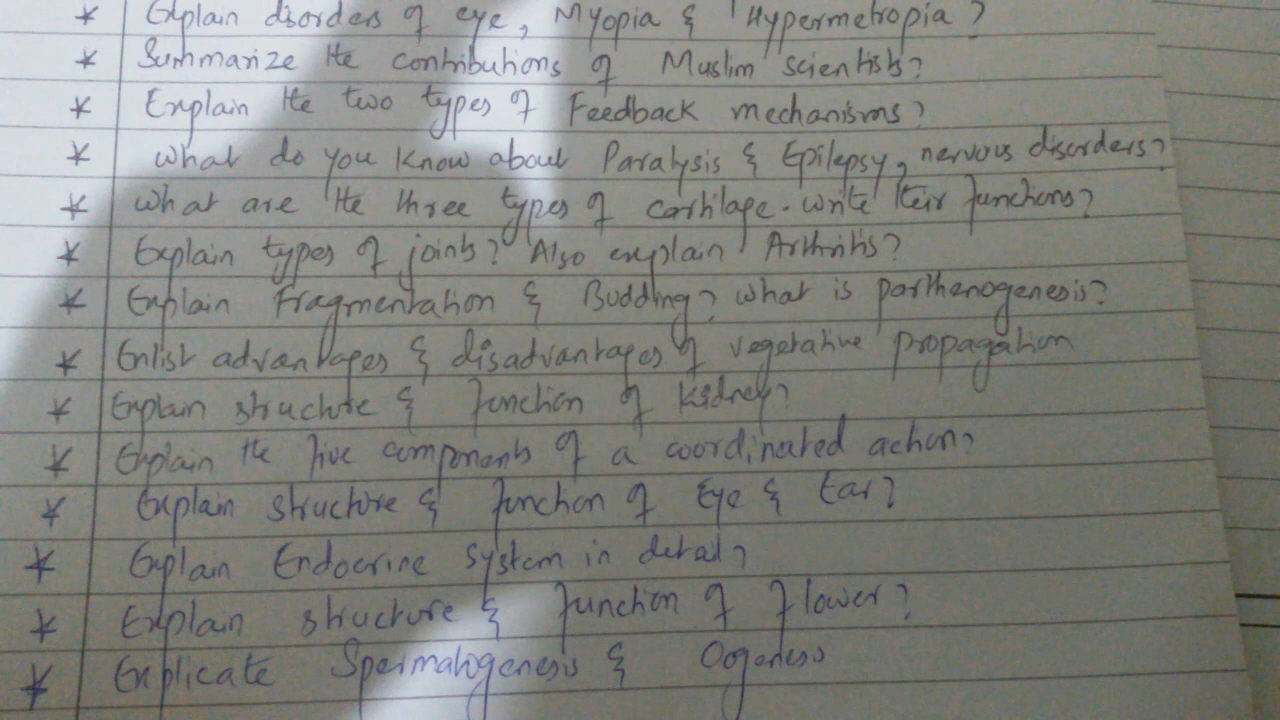 * Explain disorders of eye, Myopia & Hypermetropia?
* Summarize the contributions of Muslim scientists?
* Explain the two types of Feedback mechanisms?
* What do you know about Paralysis & Epilepsy, nervous disorders?
* What are the three types of cartilage. Write their functions?
* Explain types of joints? Also explain Arthritis?
* Explain Fragmentation & Budding? What is parthenogenesis?
* Enlist advantages & disadvantages of vegetative propagation
* Explain structure & function of Kidney?
* Explain the five components of a coordinated action?
* Explain structure & function of Eye & Ear?
* Explain Endocrine system in detail?
* Explain structure & function of flower?
* Explicate Spermatogenesis & Oogenesis